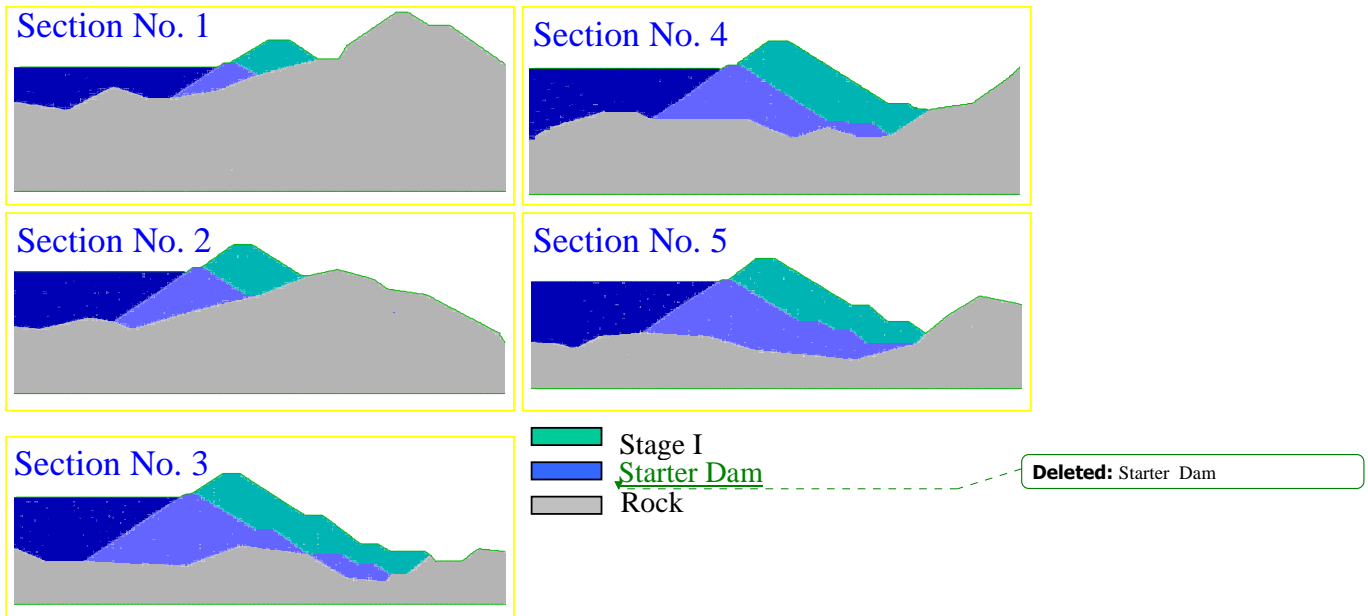 Section No. 1
Section No. 4
Section No. 2
Section No. 5
Section No. 3
Stage I
Starter Dam
Rock
Deleted: Starter Dam